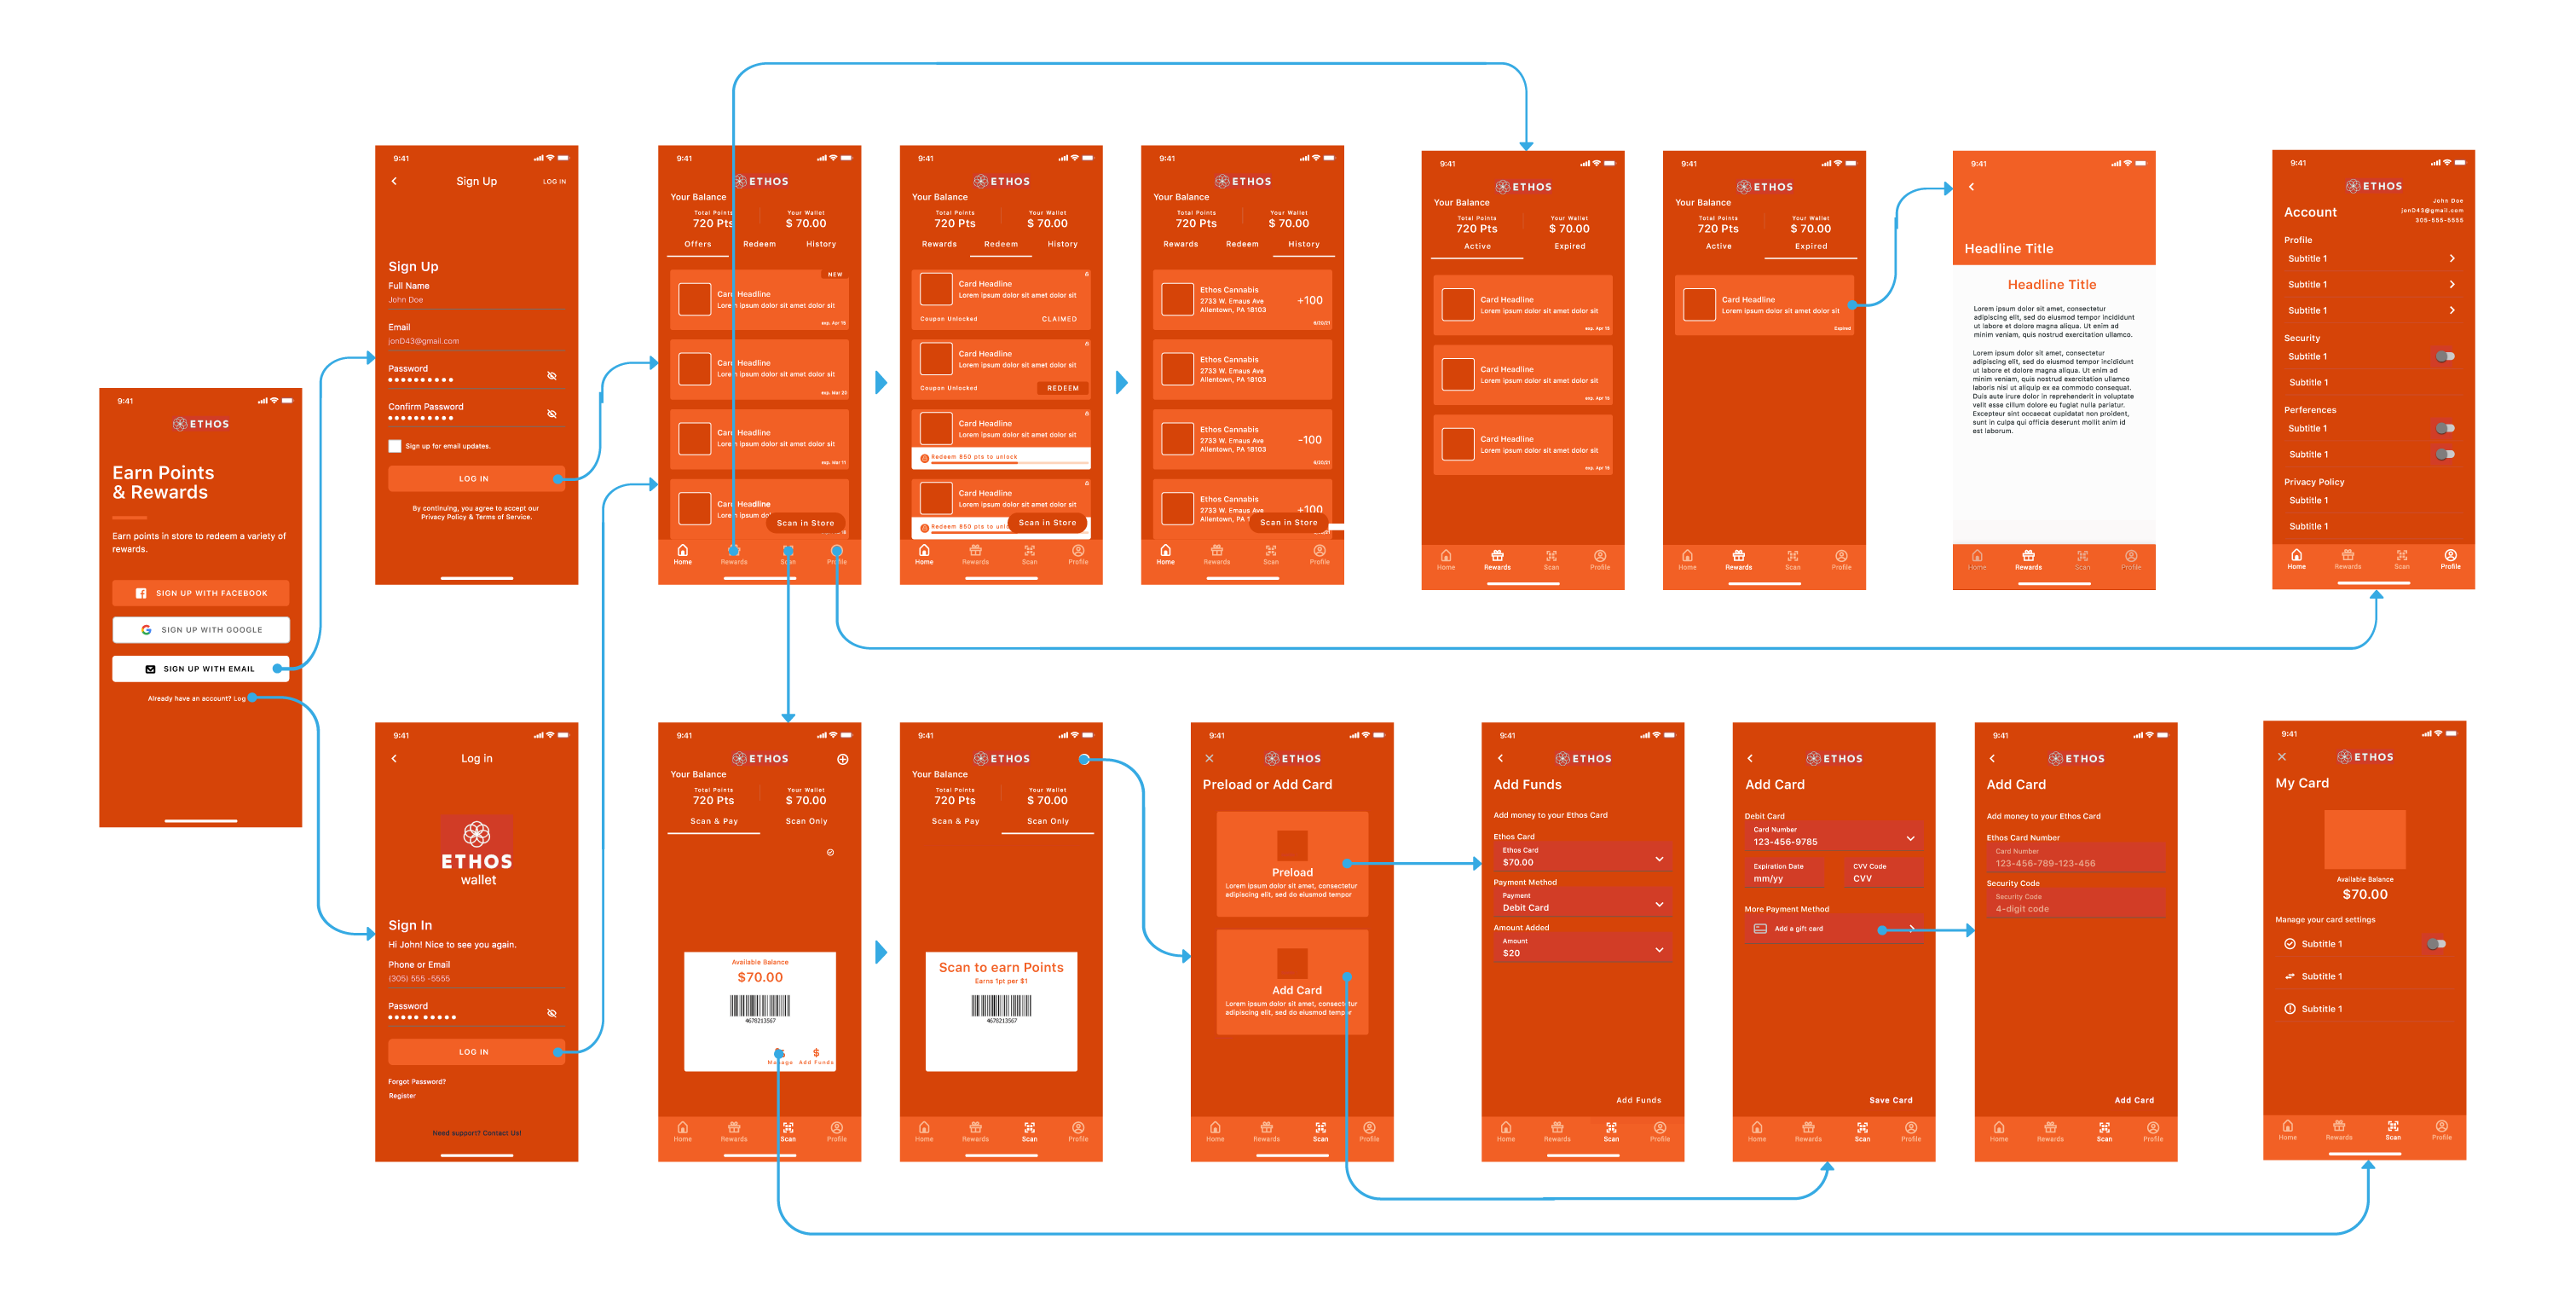 9:41
ETHOS
Earn Points
& Rewards
Earn points in store to redeem a variety of
rewards.
SIGN UP WITH FACEBOOK
SIGN UP WITH GOOGLE
SIGN UP WITH EMAIL
Already have an account? Log
9:41
Sign Up
LOG IN
Sign Up
Full Name
John Doe
Email
jonD43@gmail.com
Password
Confirm Password
Sign up for email updates.
LOG IN
By continuing, you agree to accept our
Privacy Policy & Terms of Service.
9:41
ETHOS
Your Balance
Total Points Your Wallet
720 Pts $ 70.00
Offers Redeem History
NEW
Card Headline
Lorem ipsum dolor sit amet dolor sit
exp. Apr 15
Card Headline
Lorem ipsum dolor sit amet dolor sit
exp. Mar 20
Card Headline
Lorem ipsum dolor sit amet dolor sit
exp. Mar 11
Card Headline
Lorem ipsum dol
Scan in Store
Home Rewards Scan Profile
9:41
ETHOS
Your Balance
Total Points Your Wallet
720 Pts $ 70.00
Rewards Redeem History
Card Headline
Lorem ipsum dolor sit amet dolor sit
Coupon Unlocked CLAIMED
Card Headline
Lorem ipsum dolor sit amet dolor sit
Coupon Unlocked REDEEM
Card Headline
Lorem ipsum dolor sit amet dolor sit
Redeem 850 pts to unlock
Card Headline
Lorem ipsum dolor sit amet dolor sit
Redeem 850 pts to unl
Scan in Store
Home Rewards Scan Profile
9:41
ETHOS
Your Balance
Total Points Your Wallet
720 Pts $ 70.00
Rewards Redeem History
Ethos Cannabis
2733 W. Emaus Ave
Allentown, PA 18103
+100
6/20/21
Ethos Cannabis
2733 W. Emaus Ave
Allentown, PA 18103
Ethos Cannabis
2733 W. Emaus Ave
Allentown, PA 18103
-100
6/20/21
Ethos Cannabis
2733 W. Emaus Ave
Allentown, PA 1
+100
Scan in Store
Home Rewards Scan Profile
9:41
ETHOS
Your Balance
Total Points Your Wallet
720 Pts $ 70.00
Active Expired
Card Headline
Lorem ipsum dolor sit amet dolor sit
exp. Apr 15
Card Headline
Lorem ipsum dolor sit amet dolor sit
exp. Apr 15
Card Headline
Lorem ipsum dolor sit amet dolor sit
exp. Apr 15
Home Rewards Scan Profile
9:41
ETHOS
Your Balance
Total Points Your Wallet
720 Pts $ 70.00
Active Expired
Card Headline
Lorem ipsum dolor sit amet dolor sit
Expired
Home Rewards Scan Profile
9:41
Headline Title
Headline Title
Lorem ipsum dolor sit amet, consectetur
adipiscing elit, sed do eiusmod tempor incididunt
ut labore et dolore magna aliqua. Ut enim ad
minim veniam, quis nostrud exercitation ullamco.
Lorem ipsum dolor sit amet, consectetur
adipiscing elit, sed do eiusmod tempor incididunt
ut labore et dolore magna aliqua. Ut enim ad
minim veniam, quis nostrud exercitation ullamco
laboris nisi ut aliquip ex ea commodo consequat.
Duis aute irure dolor in reprehenderit in voluptate
velit esse cillum dolore eu fugiat nulla pariatur.
Excepteur sint occaecat cupidatat non proident,
sunt in culpa qui officia deserunt mollit anim id
est laborum.
Home Rewards Scan Profile
9:41
ETHOS
John Doe
Account
jonD43@gmail.com
305-555-5555
Profile
Subtitle 1
Subtitle 1
Subtitle 1
Security
Subtitle 1
Subtitle 1
Perferences
Subtitle 1
Subtitle 1
Privacy Policy
Subtitle 1
Subtitle 1
Home Rewards Scan Profile
9:41
Log in
ETHOS
wallet
Sign In
Hi John! Nice to see you again.
Phone or Email
(305) 555 -5555
Password
LOG IN
Forgot Password?
Register
Need support? Contact Us!
9:41
ETHOS
Your Balance
Total Points Your Wallet
720 Pts $ 70.00
Scan & Pay Scan Only
Available Balance
$70.00
4678213567
Manage Add Funds
Home Rewards Scan Profile
9:41
ETHOS
Your Balance
Total Points Your Wallet
720 Pts $ 70.00
Scan & Pay Scan Only
Scan to earn Points
Earns 1pt per $1
4678213567
Home Rewards Scan Profile
9:41
ETHOS
Preload or Add Card
Preload
Lorem ipsum dolor sit amet, consectetur
adipiscing elit, sed do eiusmod tempor
Add Card
Lorem ipsum dolor sit amet, consectetur
adipiscing elit, sed do eiusmod tempor
Home Rewards Scan Profile
9:41
ETHOS
Add Funds
Add money to your Ethos Card
Ethos Card
Ethos Card
$70.00
Payment Method
Payment
Debit Card
Amount Added
Amount
$20
Add Funds
Home Rewards Scan Profile
9:41
ETHOS
Add Card
Debit Card
Card Number
123-456-9785
Expiration Date CVV Code
mm/yy CVV
More Payment Method
Add a gift card
Save Card
Home Rewards Scan Profile
9:41
ETHOS
Add Card
Add money to your Ethos Card
Ethos Card Number
Card Number
123-456-789-123-456
Security Code
Security Code
4-digit code
Add Card
Home Rewards Scan Profile
9:41
ETHOS
My Card
Available Balance
$70.00
Manage your card settings
Subtitle 1
Subtitle 1
Subtitle 1
Home Rewards Scan Profile